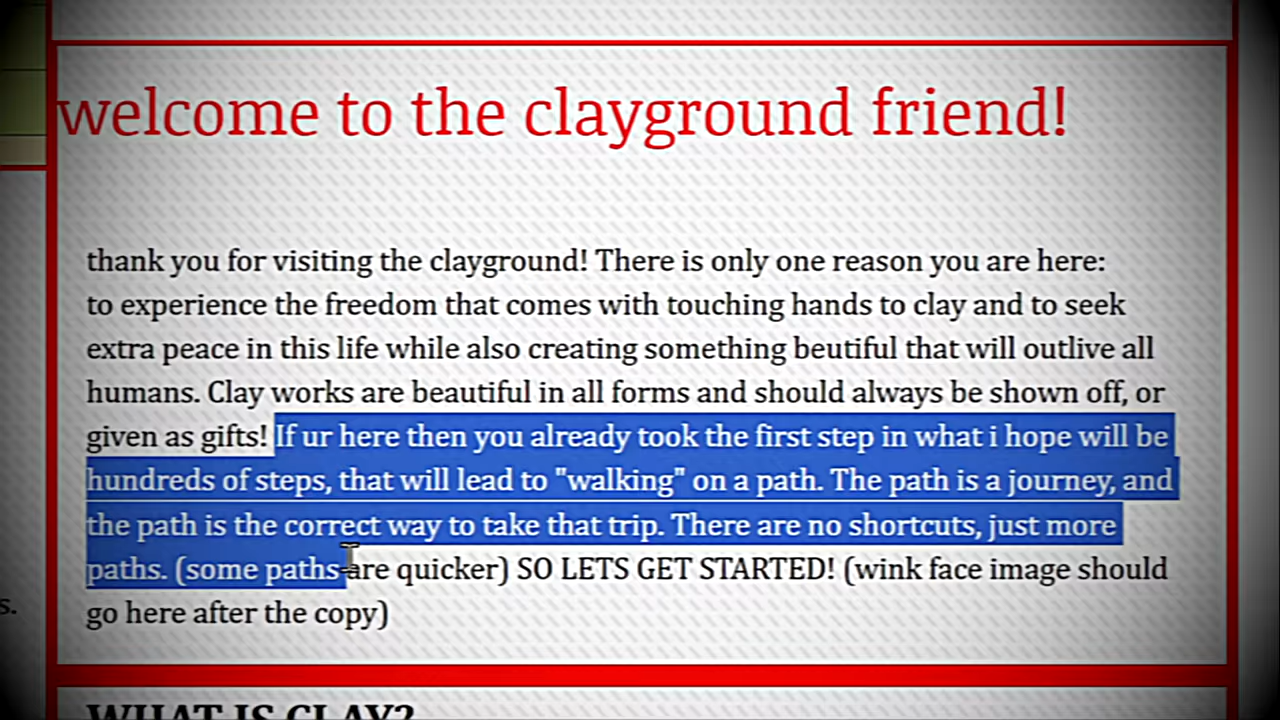 welcome to the clayground friend!
thank you for visiting the clayground! There is only one reason you are here:
to experience the freedom that comes with touching hands to clay and to seek
extra peace in this life while also creating something beutiful that will outlive all
humans. Clay works are beautiful in all forms and should always be shown off, or
given as gifts! If ur here then you already took the first step in what i hope will be
hundreds of steps, that will lead to "walking" on a path. The path is a journey, and
the path is the correct way to take that trip. There are no shortcuts, just more
paths. (some paths are quicker) SO LETS GET STARTED! (wink face image should
go here after the copy)
s.
WHAT IS CLAY?